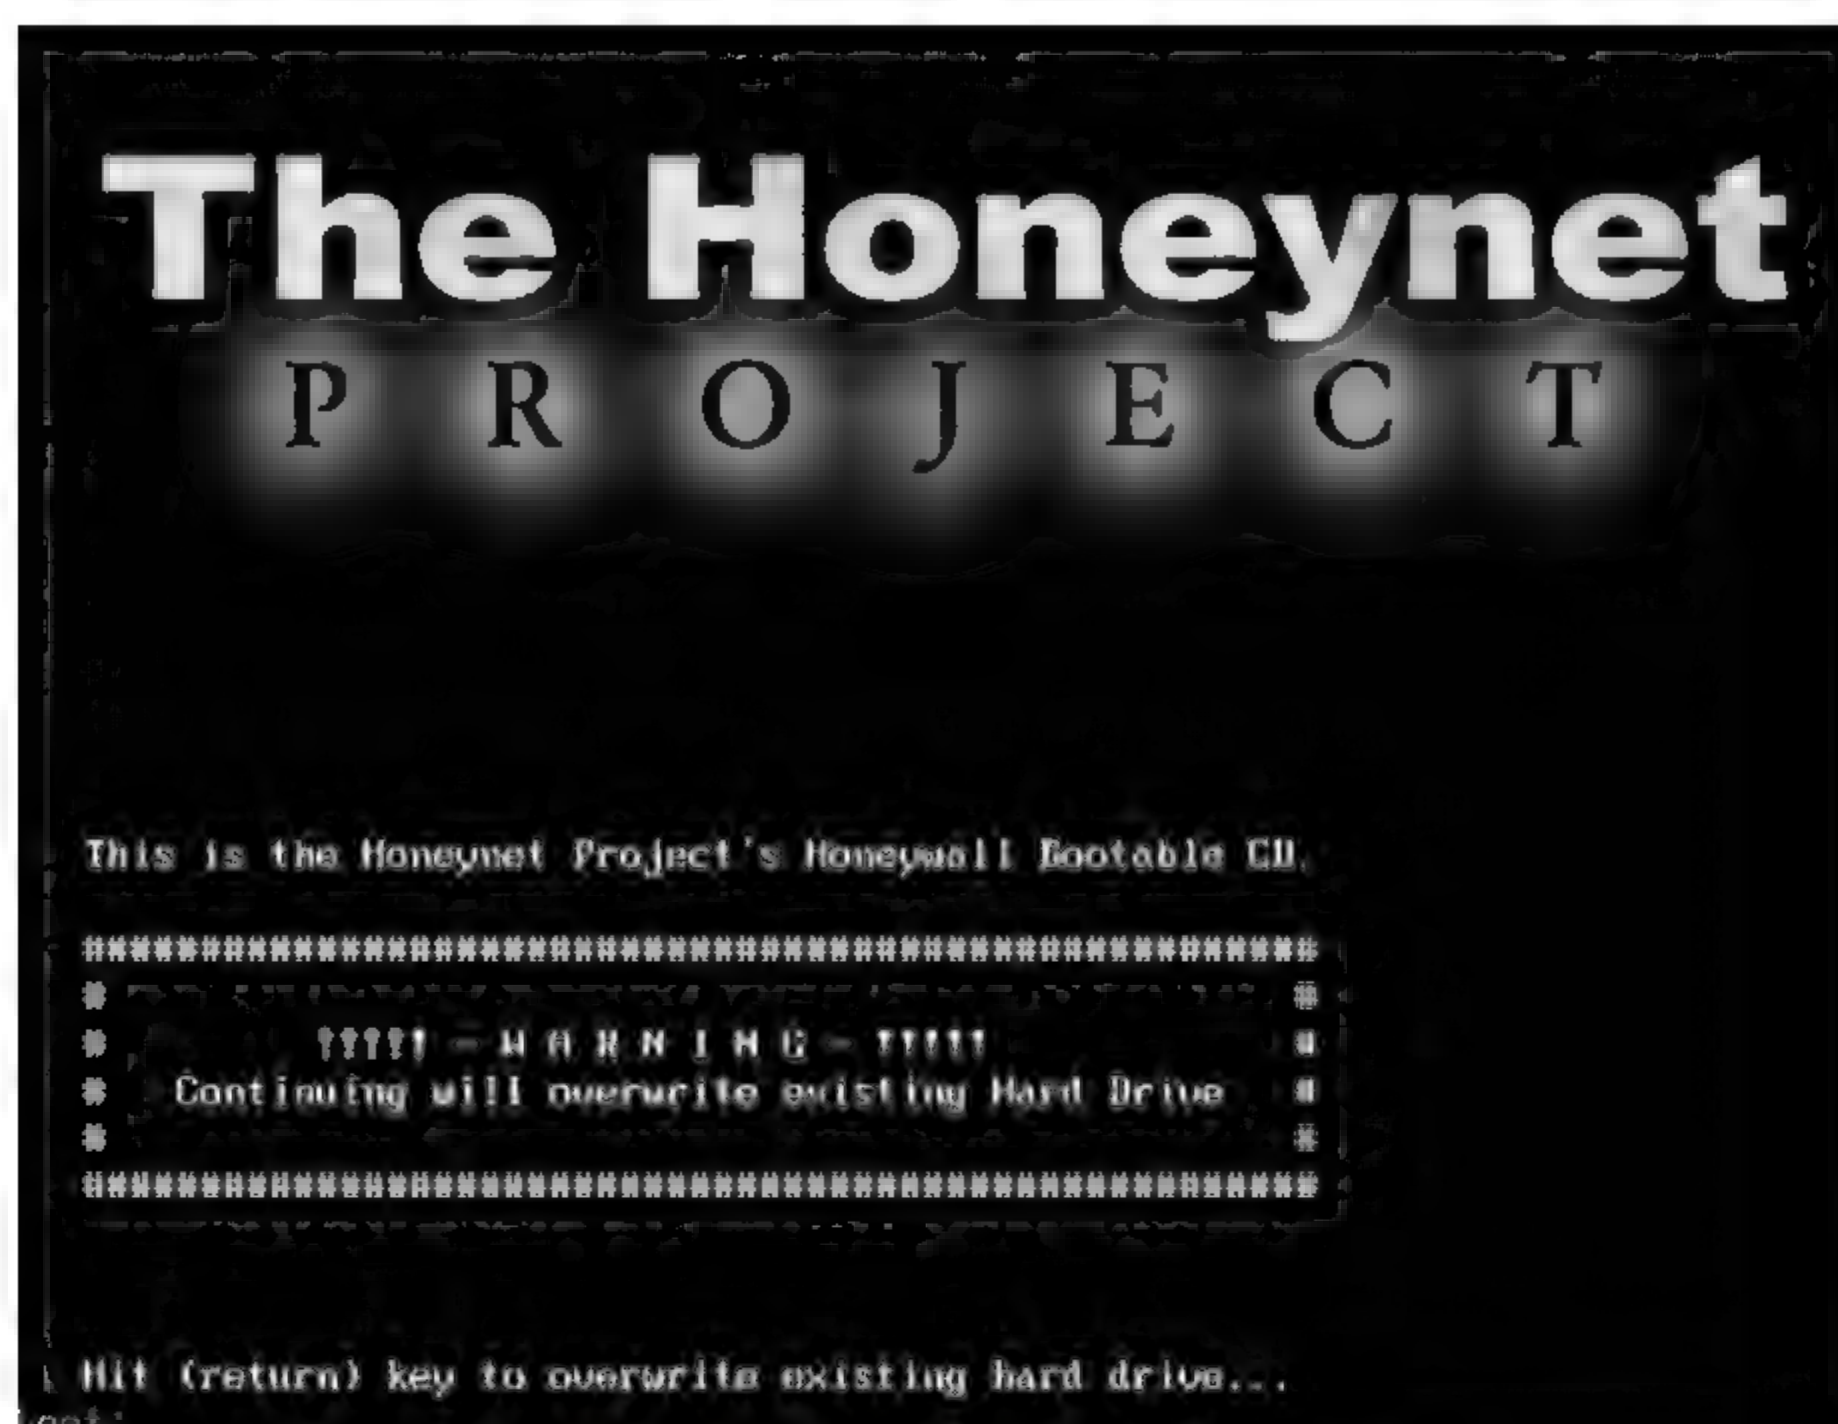 The Honeynet
PROJECT
This is the Honeynet Project's Honeywall Bootable CD.
#####################################################
# #
# !!!!! - W A R N I N G - !!!!! #
# Continuing will overwrite existing Hard Drive #
# #
#####################################################
Hit (return) key to overwrite existing hard drive...